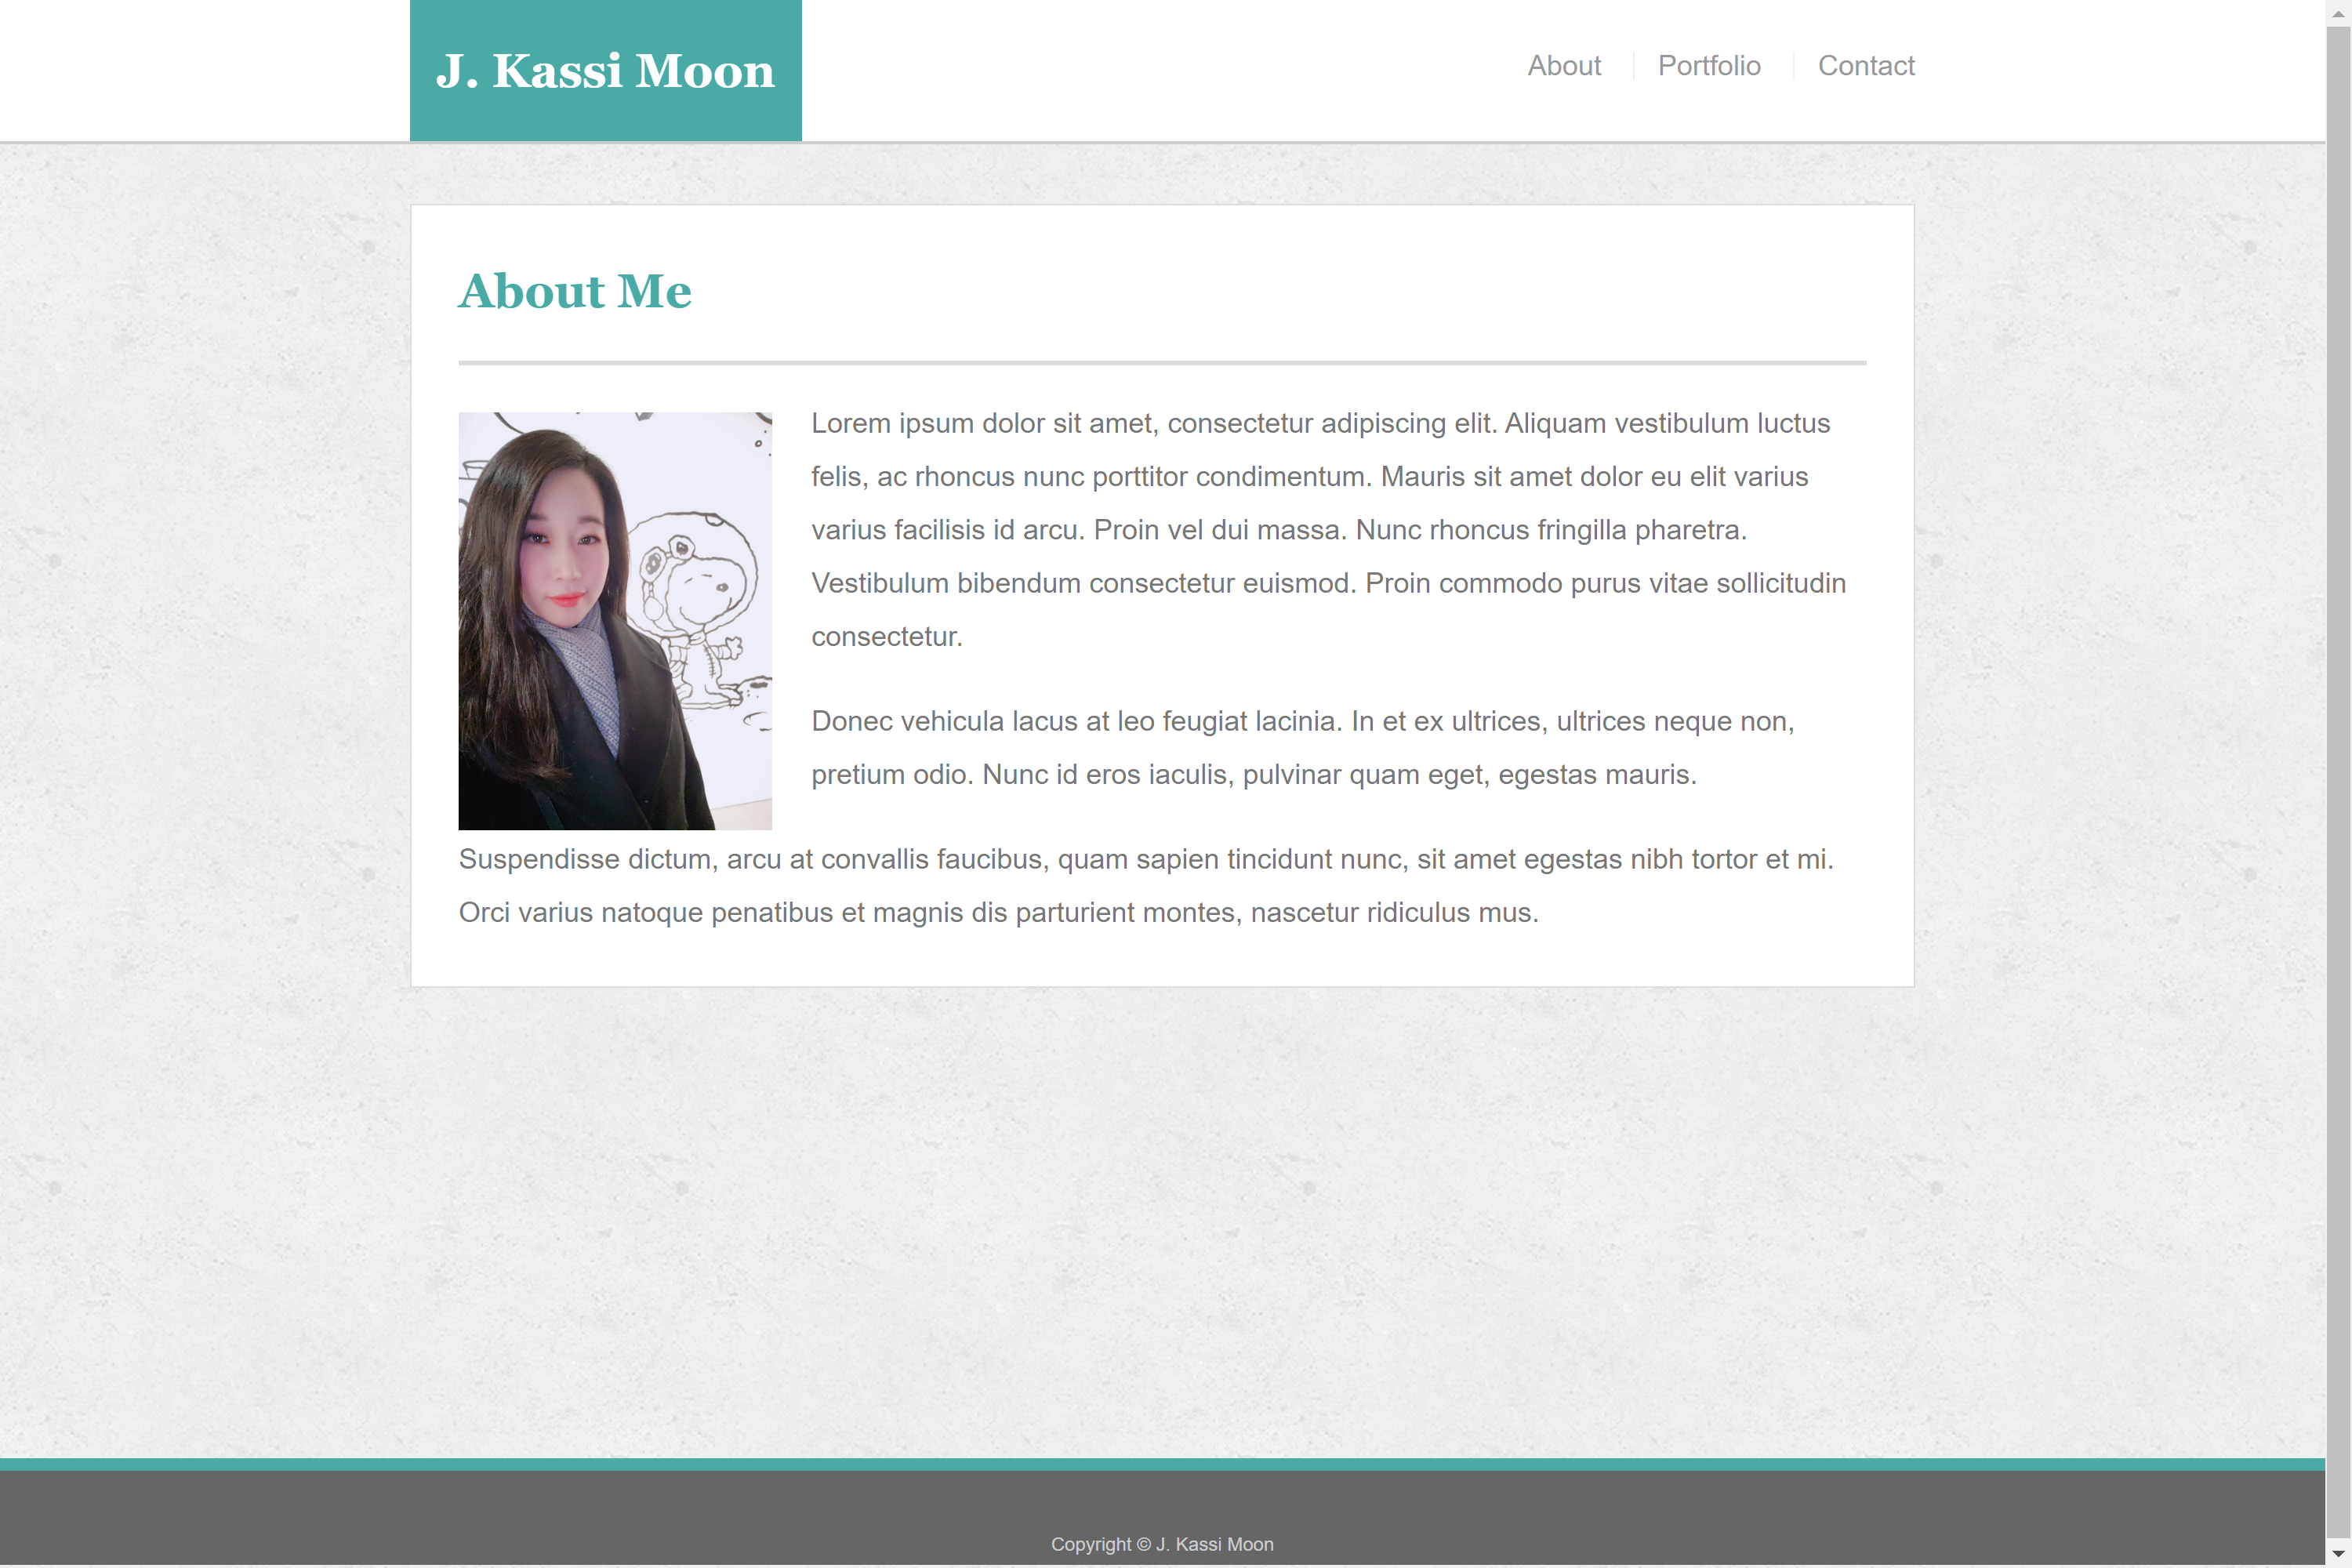 J. Kassi Moon
About
Portfolio
Contact
About Me
Lorem ipsum dolor sit amet, consectetur adipiscing elit. Aliquam vestibulum luctus
felis, ac rhoncus nunc porttitor condimentum. Mauris sit amet dolor eu elit varius
varius facilisis id arcu. Proin vel dui massa. Nunc rhoncus fringilla pharetra.
Vestibulum bibendum consectetur euismod. Proin commodo purus vitae sollicitudin
consectetur.
Donec vehicula lacus at leo feugiat lacinia. In et ex ultrices, ultrices neque non,
pretium odio. Nunc id eros iaculis, pulvinar quam eget, egestas mauris.
Suspendisse dictum, arcu at convallis faucibus, quam sapien tincidunt nunc, sit amet egestas nibh tortor et mi.
Orci varius natoque penatibus et magnis dis parturient montes, nascetur ridiculus mus.
Copyright © J. Kassi Moon